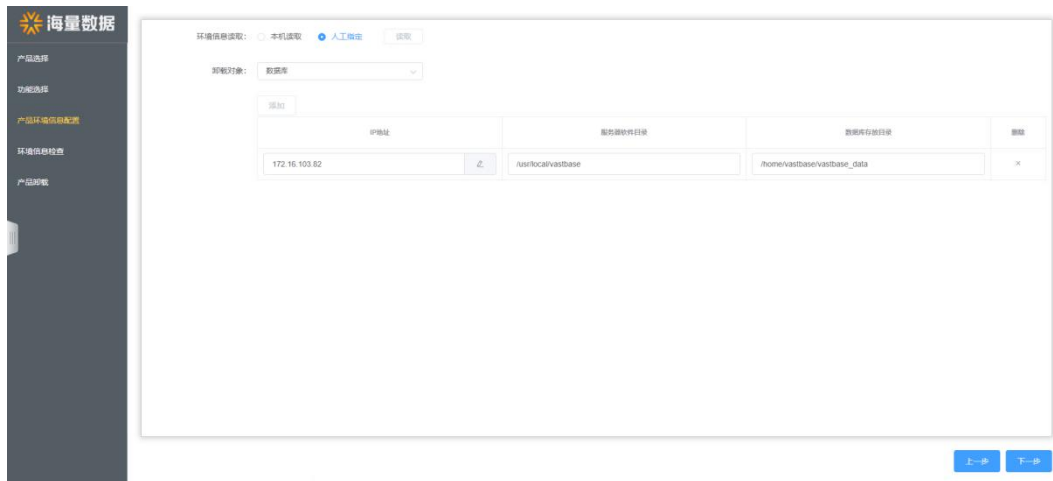 海量数据
产品选择
功能选择
产品环境信息配置
环境信息检查
产品卸载
环境信息读取： 本机读取 人工指定 读取
卸载对象： 数据库
添加
IP地址 服务器软件目录 数据库存放目录 删除
172.16.103.82 /usr/local/vastbase /home/vastbase/vastbase_data ×
上一步 下一步